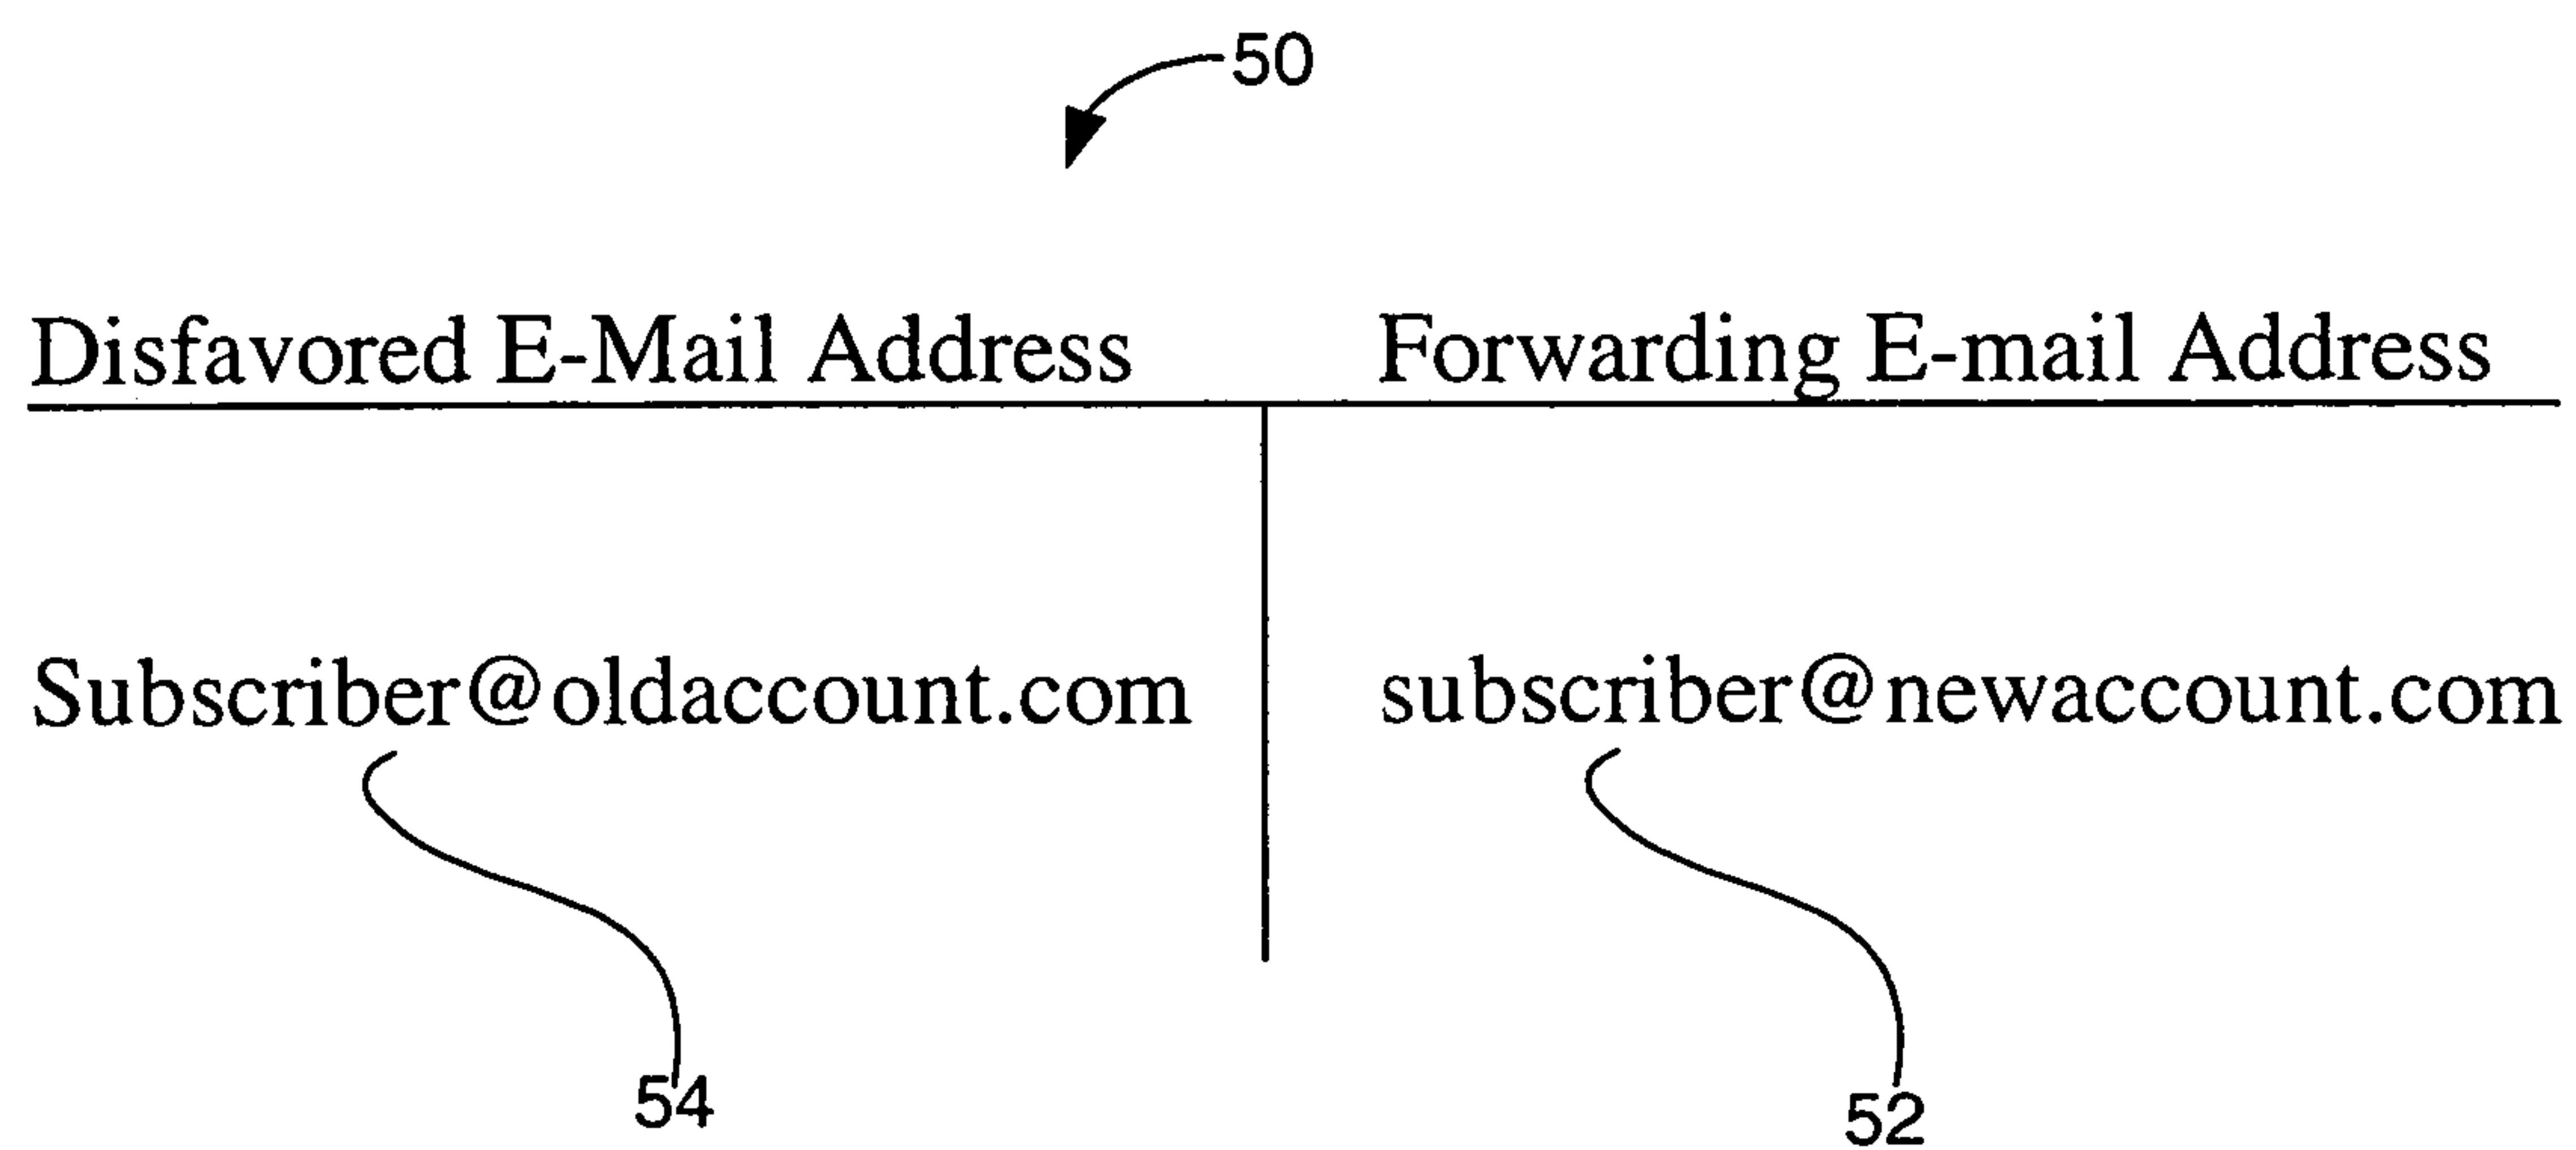 50
Disfavored E-Mail Address Forwarding E-mail Address
Subscriber@oldaccount.com subscriber@newaccount.com
54
52